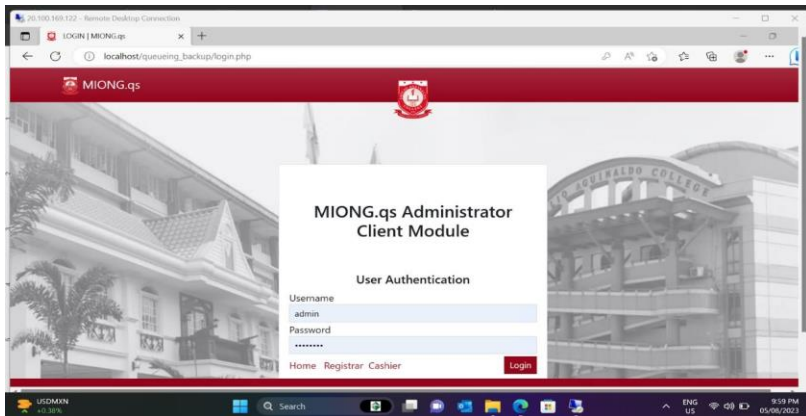 20.100.169.122 - Remote Desktop Connection
LOGIN | MIONG.qs
localhost/queueing_backup/login.php
MIONG.qs
AGUINALDO COLLEGE
MIONG.qs Administrator
Client Module
User Authentication
Username
admin
Password
Home Registrar Cashier
Login
USDMXN
+0.38%
Search
ENG
US
9:59 PM
05/08/2023